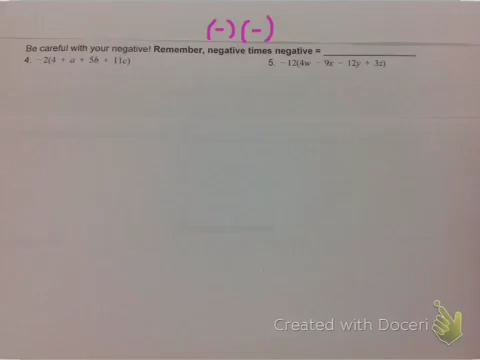 (-)(-)
Be careful with your negative! Remember, negative times negative = ____________
4. -2(4 + a + 5b + 11c)
5. -12(4w - 9x - 12y + 3z)
Created with Doceri